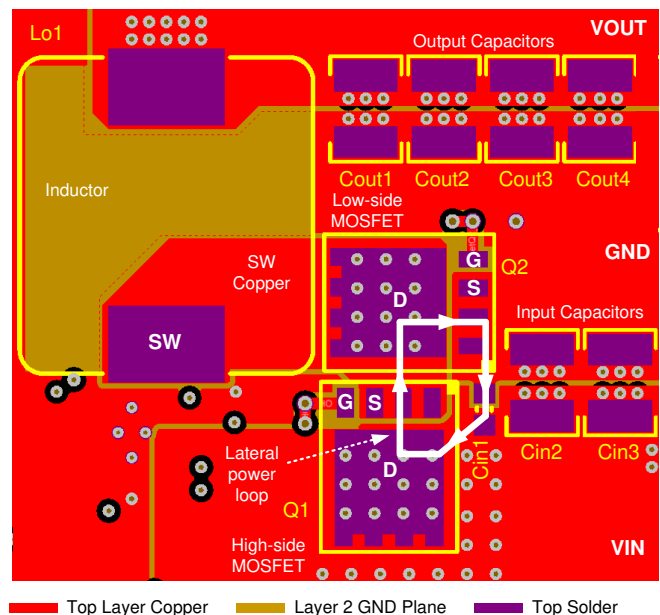 Lo1
VOUT
Output Capacitors
Inductor
Cout1 Cout2 Cout3 Cout4
Low-side
MOSFET
G
Q2
GND
SW
Copper
S
D
Input Capacitors
SW
G S
Lateral
power
loop
D
Cin1
Cin2 Cin3
Q1
High-side
MOSFET
VIN
Top Layer Copper Layer 2 GND Plane Top Solder